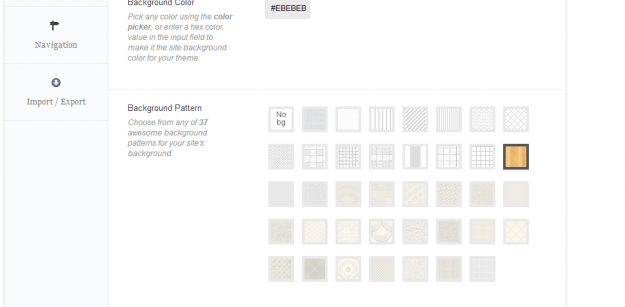 Background Color
#EBEBEB
Pick any color using the color
picker, or enter a hex color
value in the input field to
make it the site background
color for your theme.
Navigation
Import / Export
Background Pattern
Choose from any of 37
awesome background
patterns for your site's
background.
No
bg